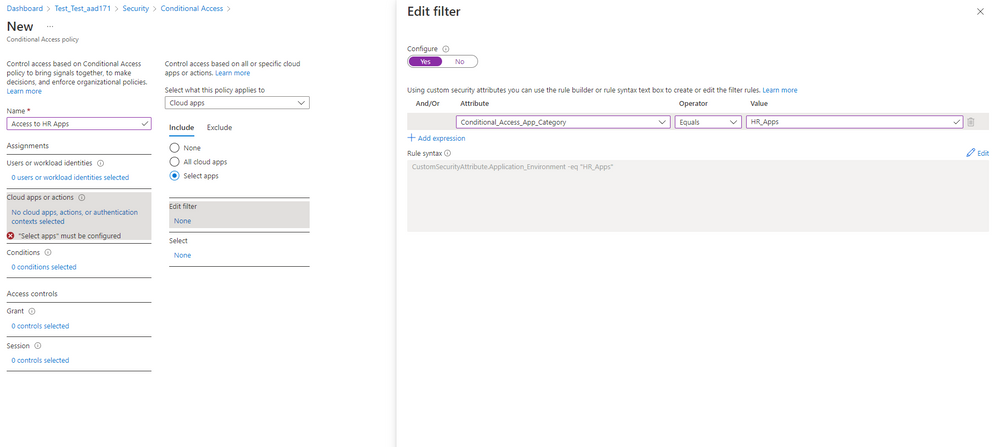 Dashboard > Test_Test_aad171 > Security > Conditional Access >
New ...
Conditional Access policy
Control access based on Conditional Access
policy to bring signals together, to make
decisions, and enforce organizational policies.
Learn more
Name *
Access to HR Apps
Assignments
Users or workload identities
0 users or workload identities selected
Cloud apps or actions
No cloud apps, actions, or authentication
contexts selected
"Select apps" must be configured
Conditions
0 conditions selected
Access controls
Grant
0 controls selected
Session
0 controls selected
Control access based on all or specific cloud
apps or actions. Learn more
Select what this policy applies to
Cloud apps
Include Exclude
None
All cloud apps
Select apps
Edit filter
None
Select
None
Edit filter
Configure
Yes No
Using custom security attributes you can use the rule builder or rule syntax text box to create or edit the filter rules. Learn more
And/Or Attribute Operator Value
Conditional_Access_App_Category Equals HR_Apps
+ Add expression
Rule syntax Edit
CustomSecurityAttribute.Application_Environment -eq "HR_Apps"